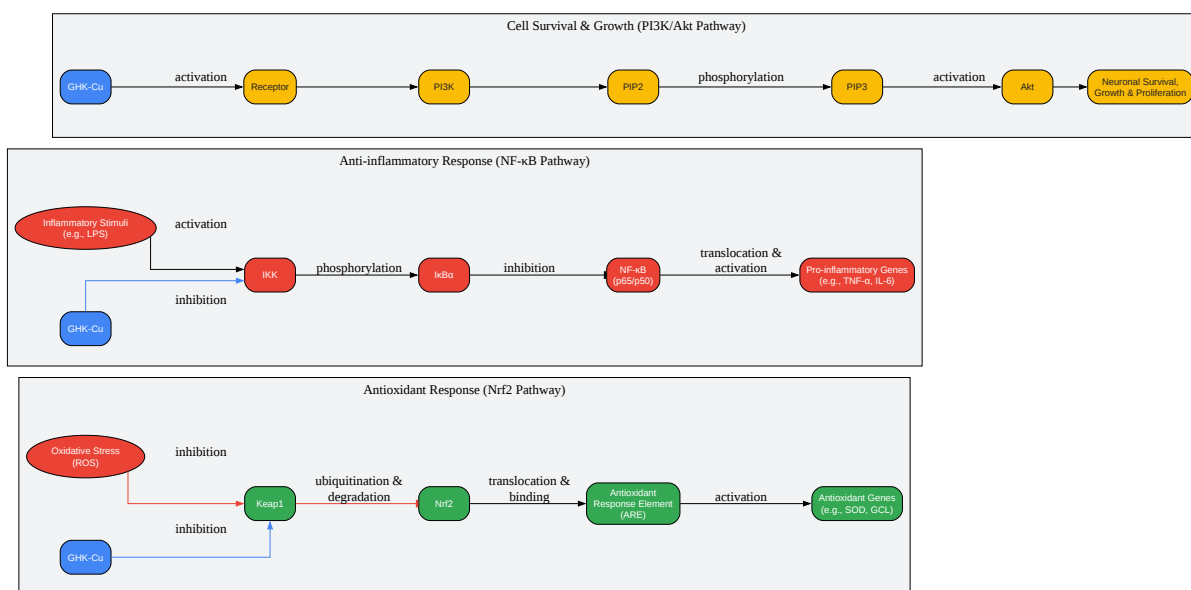 Cell Survival & Growth (PI3K/Akt Pathway)
activation
phosphorylation
activation
GHK-Cu
Receptor
PI3K
PIP2
PIP3
Akt
Neuronal Survival,
Growth & Proliferation
Anti-inflammatory Response (NF-κB Pathway)
Inflammatory Stimuli
(e.g., LPS)
activation
IKK
phosphorylation
IκBα
inhibition
NF-κB
(p65/p50)
translocation &
activation
Pro-inflammatory Genes
(e.g., TNF-α, IL-6)
inhibition
GHK-Cu
Antioxidant Response (Nrf2 Pathway)
Oxidative Stress
(ROS)
inhibition
Keap1
ubiquitination &
degradation
Nrf2
translocation &
binding
Antioxidant
Response Element
(ARE)
activation
Antioxidant Genes
(e.g., SOD, GCL)
inhibition
GHK-Cu